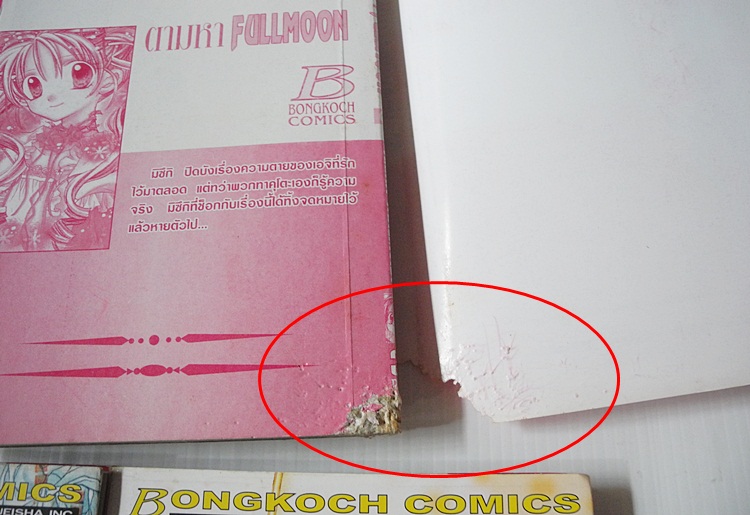 ตามหา FULLMOON
B
BONGKOCH
COMICS
มิซึกิ ปิดบังเรื่องความตายของเอจิที่รัก
ไว้มาตลอด แต่ทว่าพวกทาคุโตะเองก็รู้ความ
จริง มิซึกิที่ช็อกกับเรื่องนี้ได้ทิ้งจดหมายไว้
แล้วหายตัวไป...
MICS
BONGKOCH COMICS
EISHA INC.